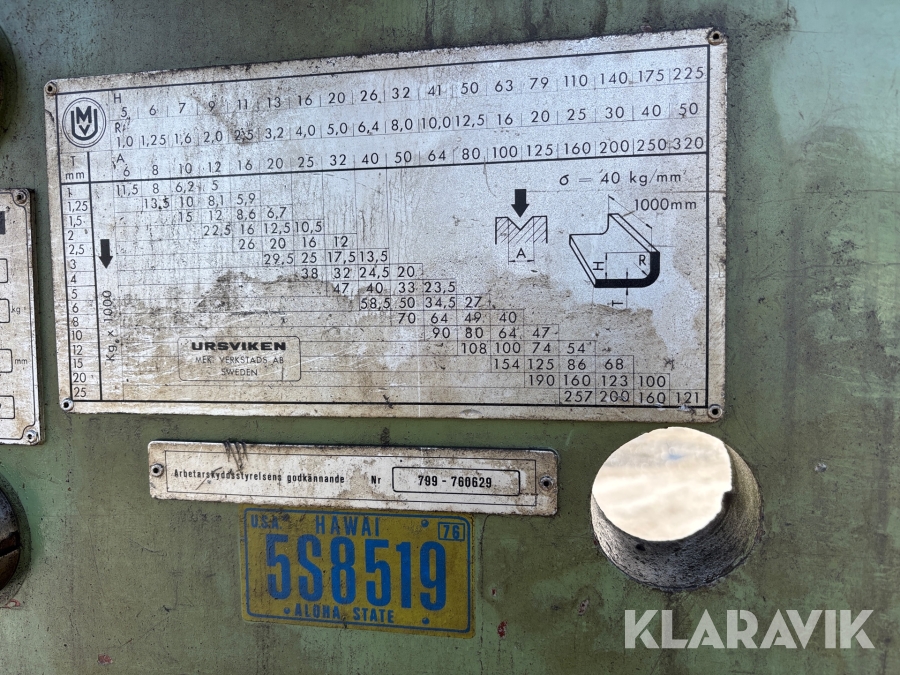 UMV
H
5 6 7 9 11 13 16 20 26 32 41 50 63 79 110 140 175 225
R
1,0 1,25 1,6 2,0 2,5 3,2 4,0 5,0 6,4 8,0 10,0 12,5 16 20 25 30 40 50
T
mm
A
6 8 10 12 16 20 25 32 40 50 64 80 100 125 160 200 250 320
1 11,5 8 6,2 5
1,25 13,5 10 8,1 5,9
1,5 15 12 8,6 6,7
2 22,5 16 12,5 10,5
2,5 26 20 16 12
3 29,5 25 17,5 13,5
4 38 32 24,5 20
5 47 40 33 23,5
6 58,5 50 34,5 27
8 70 64 49 40
10 90 80 64 47
12 108 100 74 54
15 154 125 86 68
20 190 160 123 100
25 257 200 160 121
Kg × 1000
σ = 40 kg/mm²
1000mm
A
H
R
T
URSVIKEN
MEK. VERKSTADS AB
SWEDEN
kg
mm
Arbetarskyddsstyrelsens godkännande Nr 799 - 760629
U.S.A. HAWAI 76
5S8519
ALOHA STATE
KLARAVIK